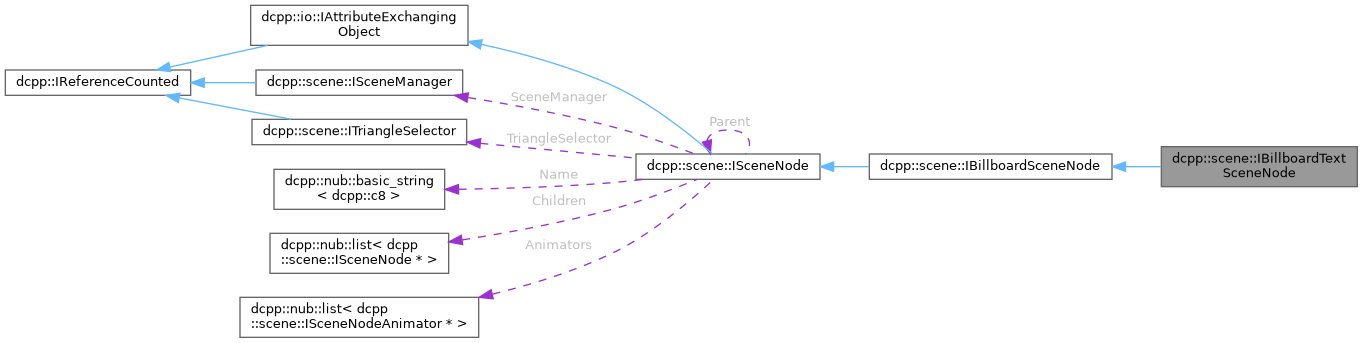 dcpp::io::IAttributeExchanging
Object
dcpp::IReferenceCounted
dcpp::scene::ISceneManager
SceneManager
dcpp::scene::ITriangleSelector
TriangleSelector
Parent
dcpp::scene::ISceneNode
dcpp::scene::IBillboardSceneNode
dcpp::scene::IBillboardText
SceneNode
dcpp::nub::basic_string
< dcpp::c8 >
Name
Children
dcpp::nub::list< dcpp
::scene::ISceneNode * >
Animators
dcpp::nub::list< dcpp
::scene::ISceneNodeAnimator * >